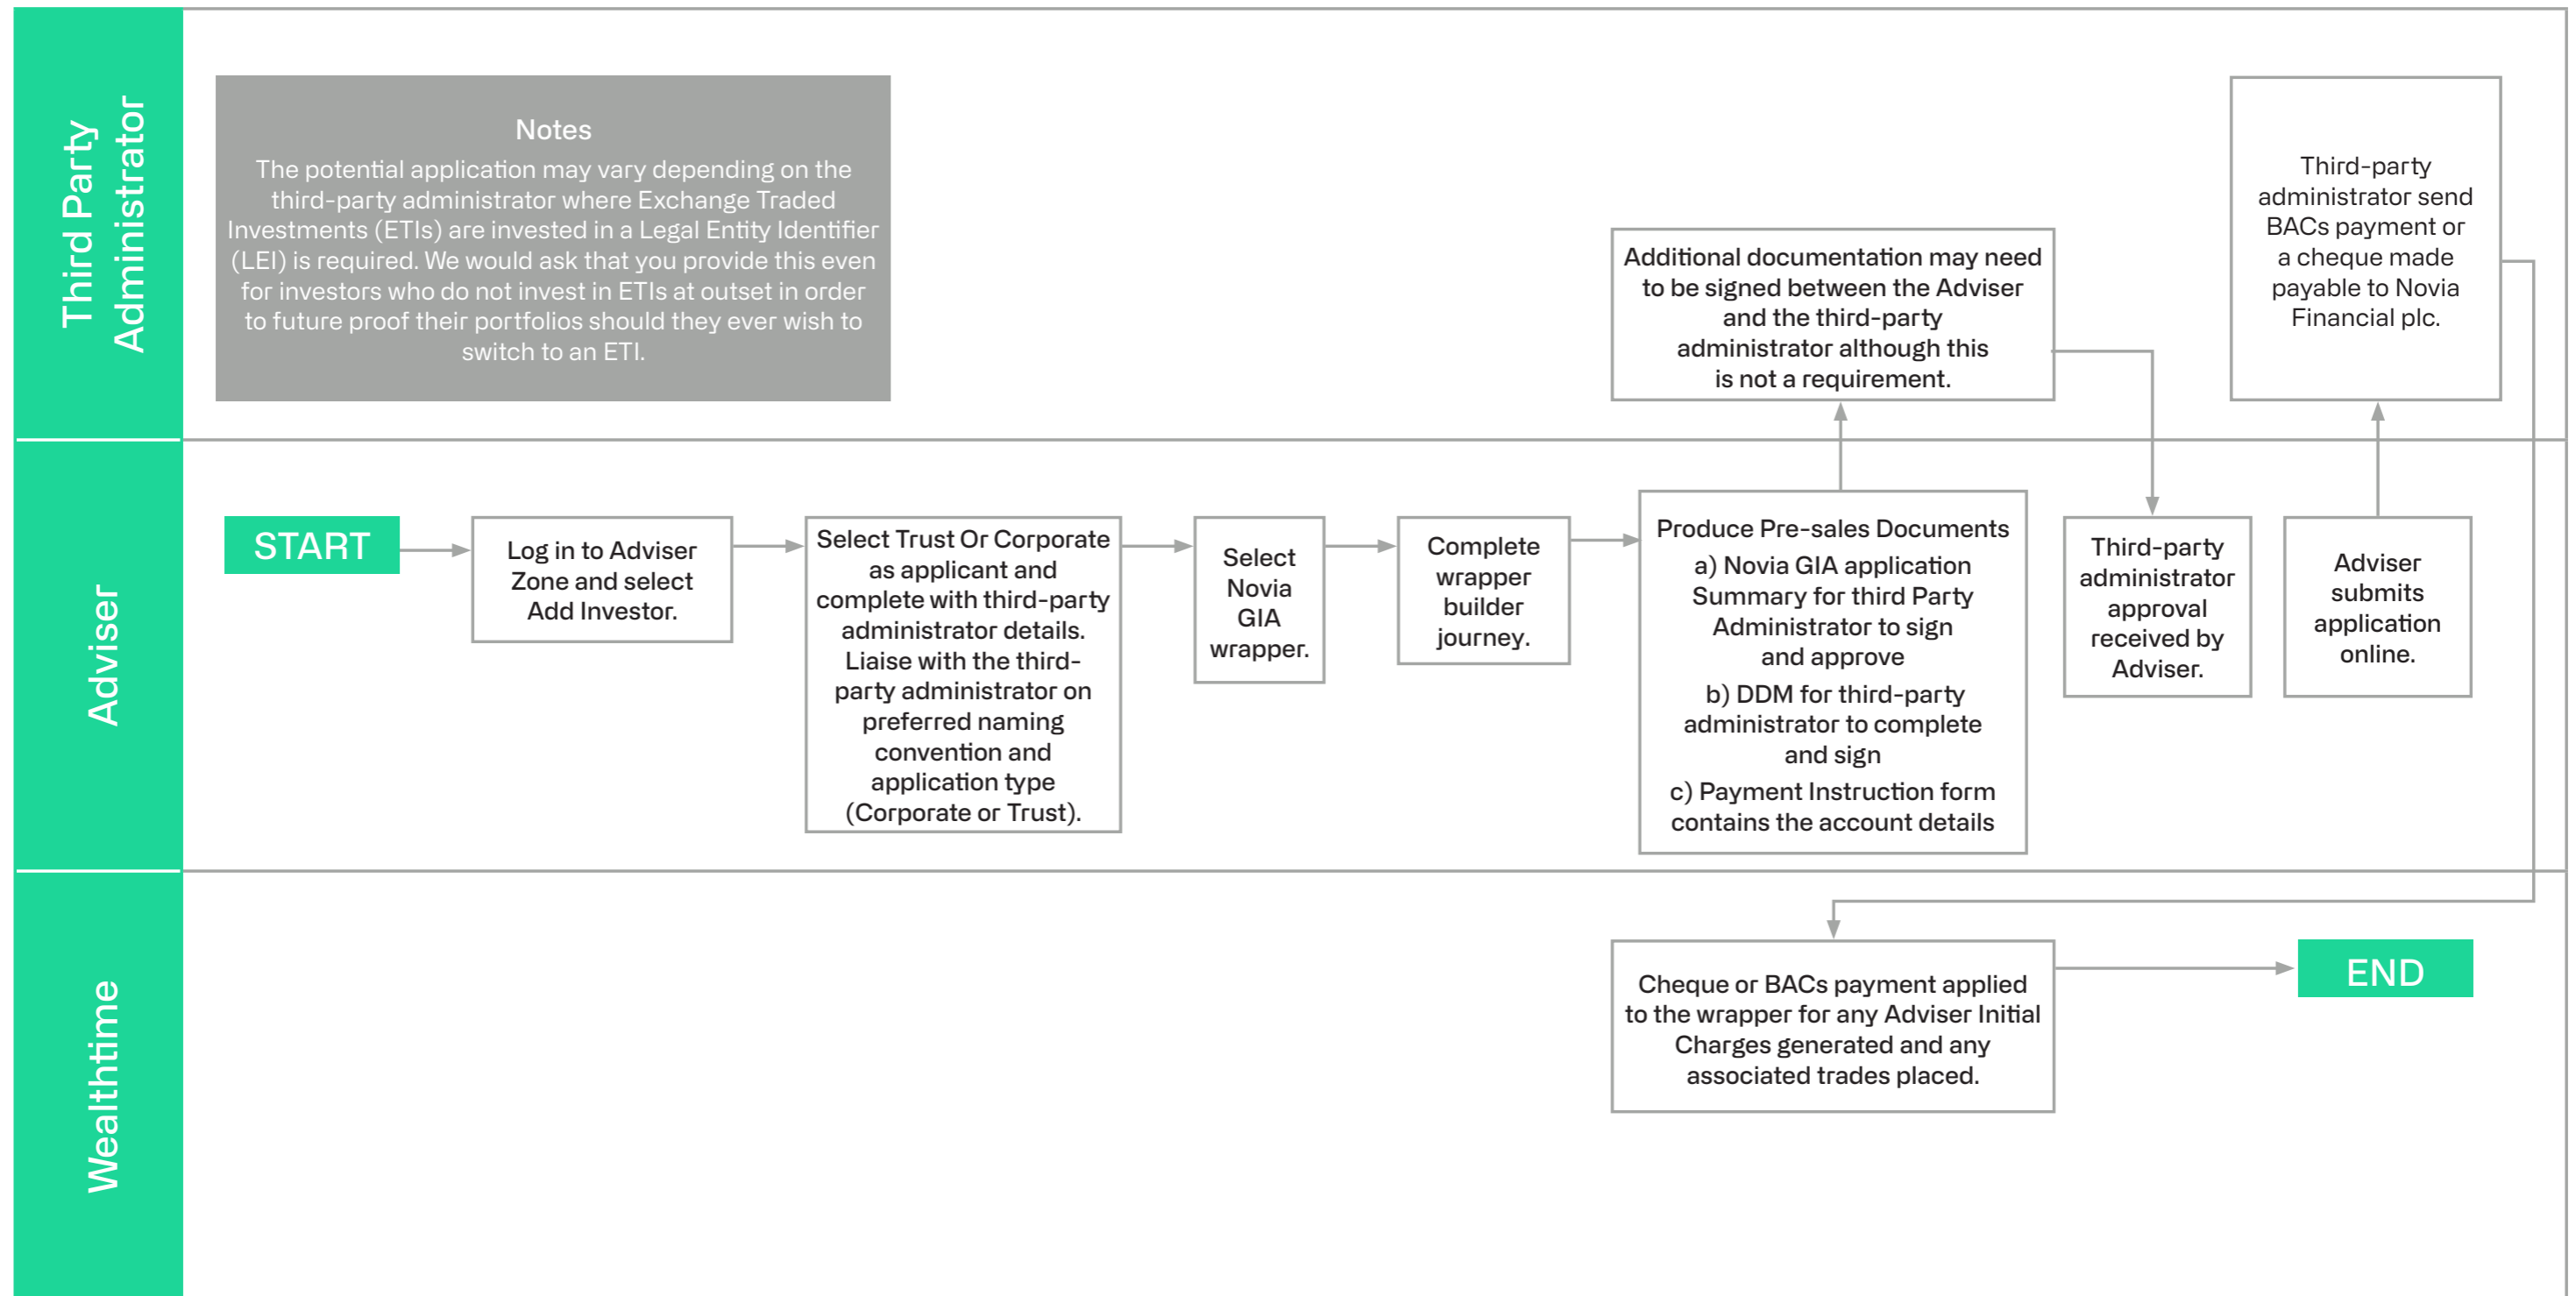 Third Party
Administrator
Notes
The potential application may vary depending on the
third-party administrator where Exchange Traded
Investments (ETIs) are invested in a Legal Entity Identifier
(LEI) is required. We would ask that you provide this even
for investors who do not invest in ETIs at outset in order
to future proof their portfolios should they ever wish to
switch to an ETI.
Additional documentation may need
to be signed between the Adviser
and the third-party
administrator although this
is not a requirement.
Third-party
administrator send
BACs payment or
a cheque made
payable to Novia
Financial plc.
Adviser
START
Log in to Adviser
Zone and select
Add Investor.
Select Trust Or Corporate
as applicant and
complete with third-party
administrator details.
Liaise with the third-
party administrator on
preferred naming
convention and
application type
(Corporate or Trust).
Select
Novia
GIA
wrapper.
Complete
wrapper
builder
journey.
Produce Pre-sales Documents
a) Novia GIA application
Summary for third Party
Administrator to sign
and approve
b) DDM for third-party
administrator to complete
and sign
c) Payment Instruction form
contains the account details
Third-party
administrator
approval
received by
Adviser.
Adviser
submits
application
online.
Wealthtime
Cheque or BACs payment applied
to the wrapper for any Adviser Initial
Charges generated and any
associated trades placed.
END